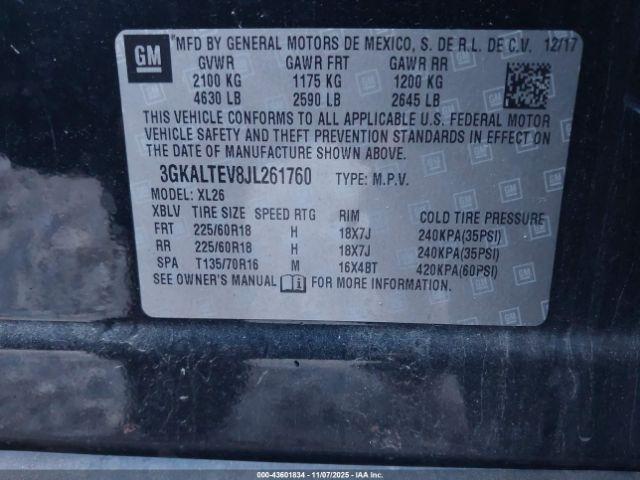 GM
"MFD BY GENERAL MOTORS DE MEXICO, S. DE R.L. DE C.V. 12/17
GVWR GAWR FRT GAWR RR
2100 KG 1175 KG 1200 KG
4630 LB 2590 LB 2645 LB
THIS VEHICLE CONFORMS TO ALL APPLICABLE U.S. FEDERAL MOTOR
VEHICLE SAFETY AND THEFT PREVENTION STANDARDS IN EFFECT ON
THE DATE OF MANUFACTURE SHOWN ABOVE.
3GKALTEV8JL261760 TYPE: M.P.V.
MODEL: XL26
XBLV TIRE SIZE SPEED RTG RIM COLD TIRE PRESSURE
FRT 225/60R18 H 18X7J 240KPA(35PSI)
RR 225/60R18 H 18X7J 240KPA(35PSI)
SPA T135/70R16 M 16X4BT 420KPA(60PSI)
SEE OWNER'S MANUAL FOR MORE INFORMATION.
000-43601834 - 11/07/2025 - IAA Inc.